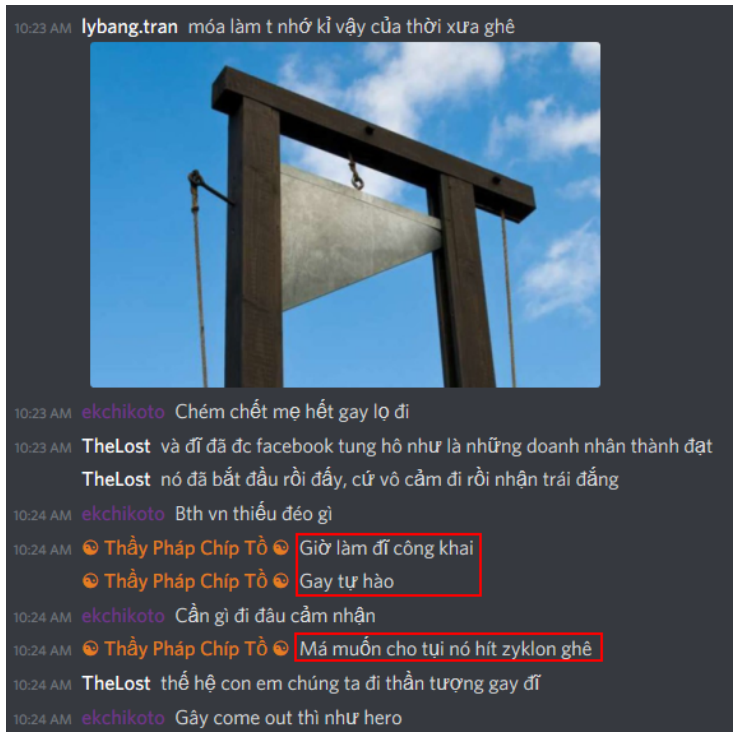 10:23 AM lybang.tran móa làm t nhớ kỉ vậy của thời xưa ghê
10:23 AM ekchikoto Chém chết mẹ hết gay lọ đi
10:23 AM TheLost và đĩ đã đc facebook tung hô như là những doanh nhân thành đạt
TheLost nó đã bắt đầu rồi đấy, cứ vô cảm đi rồi nhận trái đắng
10:24 AM ekchikoto Bth vn thiếu đéo gì
10:24 AM ☯ Thầy Pháp Chíp Tồ ☯ Giờ làm đĩ công khai
☯ Thầy Pháp Chíp Tồ ☯ Gay tự hào
10:24 AM ekchikoto Cần gì đi đâu cảm nhận
10:24 AM ☯ Thầy Pháp Chíp Tồ ☯ Má muốn cho tụi nó hít zyklon ghê
10:24 AM TheLost thế hệ con em chúng ta đi thần tượng gay đĩ
10:24 AM ekchikoto Gây come out thì như hero